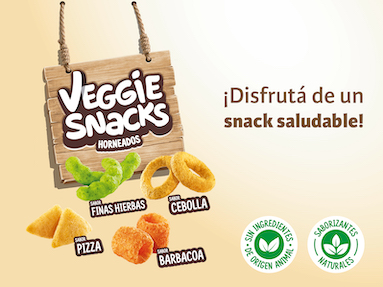 VEGGIE
SNACKS
HORNEADOS
¡Disfrutá de un
snack saludable!
SABOR
FINAS HIERBAS
SABOR
CEBOLLA
SABOR
PIZZA
SABOR
BARBACOA
SIN INGREDIENTES
DE ORIGEN ANIMAL
SABORIZANTES
NATURALES